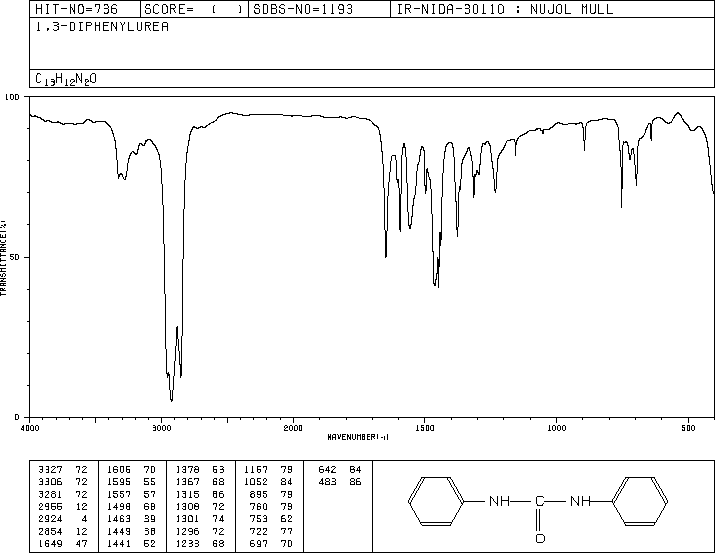 HIT-NO=736 SCORE= ( ) SDBS-NO=1193 IR-NIDA-30110 : NUJOL MULL
1,3-DIPHENYLUREA
C13H12N2O
100
50
0
TRANSMITTANCE(%)
4000 3000 2000 1500 1000 500
WAVENUMBER(-1)
3327 72 1606 70 1378 53 1157 79 642 84
3306 72 1595 55 1367 68 1052 84 483 86
3281 72 1557 57 1315 86 895 79
2955 12 1498 68 1308 72 760 79
2924 4 1463 39 1301 74 753 62
2854 12 1449 38 1296 72 722 77
1649 47 1441 52 1233 68 697 70
NH C NH
O